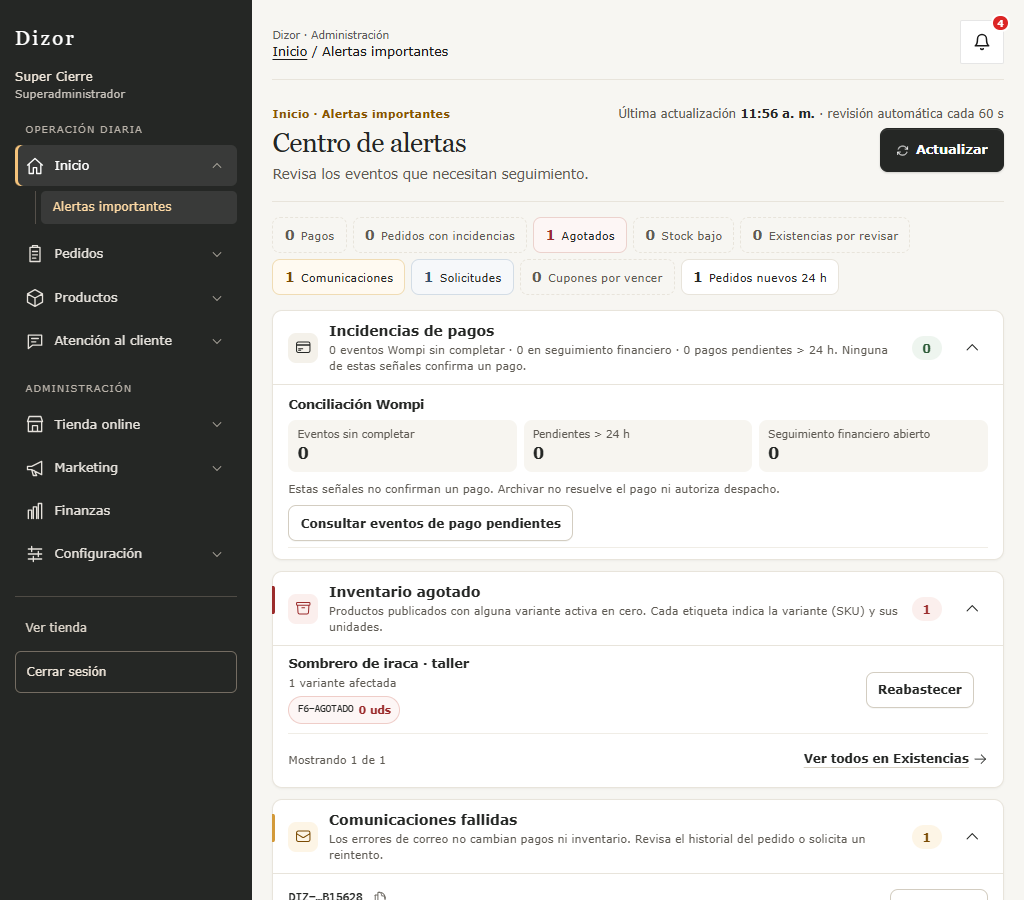 Dizor
Super Cierre
Superadministrador
OPERACIÓN DIARIA
Inicio
Alertas importantes
Pedidos
Productos
Atención al cliente
ADMINISTRACIÓN
Tienda online
Marketing
Finanzas
Configuración
Ver tienda
Cerrar sesión
Dizor · Administración
Inicio / Alertas importantes
4
Inicio · Alertas importantes
Centro de alertas
Revisa los eventos que necesitan seguimiento.
Última actualización 11:56 a. m. · revisión automática cada 60 s
Actualizar
0 Pagos
0 Pedidos con incidencias
1 Agotados
0 Stock bajo
0 Existencias por revisar
1 Comunicaciones
1 Solicitudes
0 Cupones por vencer
1 Pedidos nuevos 24 h
Incidencias de pagos
0 eventos Wompi sin completar · 0 en seguimiento financiero · 0 pagos pendientes > 24 h. Ninguna
de estas señales confirma un pago.
0
Conciliación Wompi
Eventos sin completar
0
Pendientes > 24 h
0
Seguimiento financiero abierto
0
Estas señales no confirman un pago. Archivar no resuelve el pago ni autoriza despacho.
Consultar eventos de pago pendientes
Inventario agotado
Productos publicados con alguna variante activa en cero. Cada etiqueta indica la variante (SKU) y sus
unidades.
1
Sombrero de iraca · taller
1 variante afectada
F6-AGOTADO 0 uds
Reabastecer
Mostrando 1 de 1
Ver todos en Existencias →
Comunicaciones fallidas
Los errores de correo no cambian pagos ni inventario. Revisa el historial del pedido o solicita un
reintento.
1
DIZ-…B15628